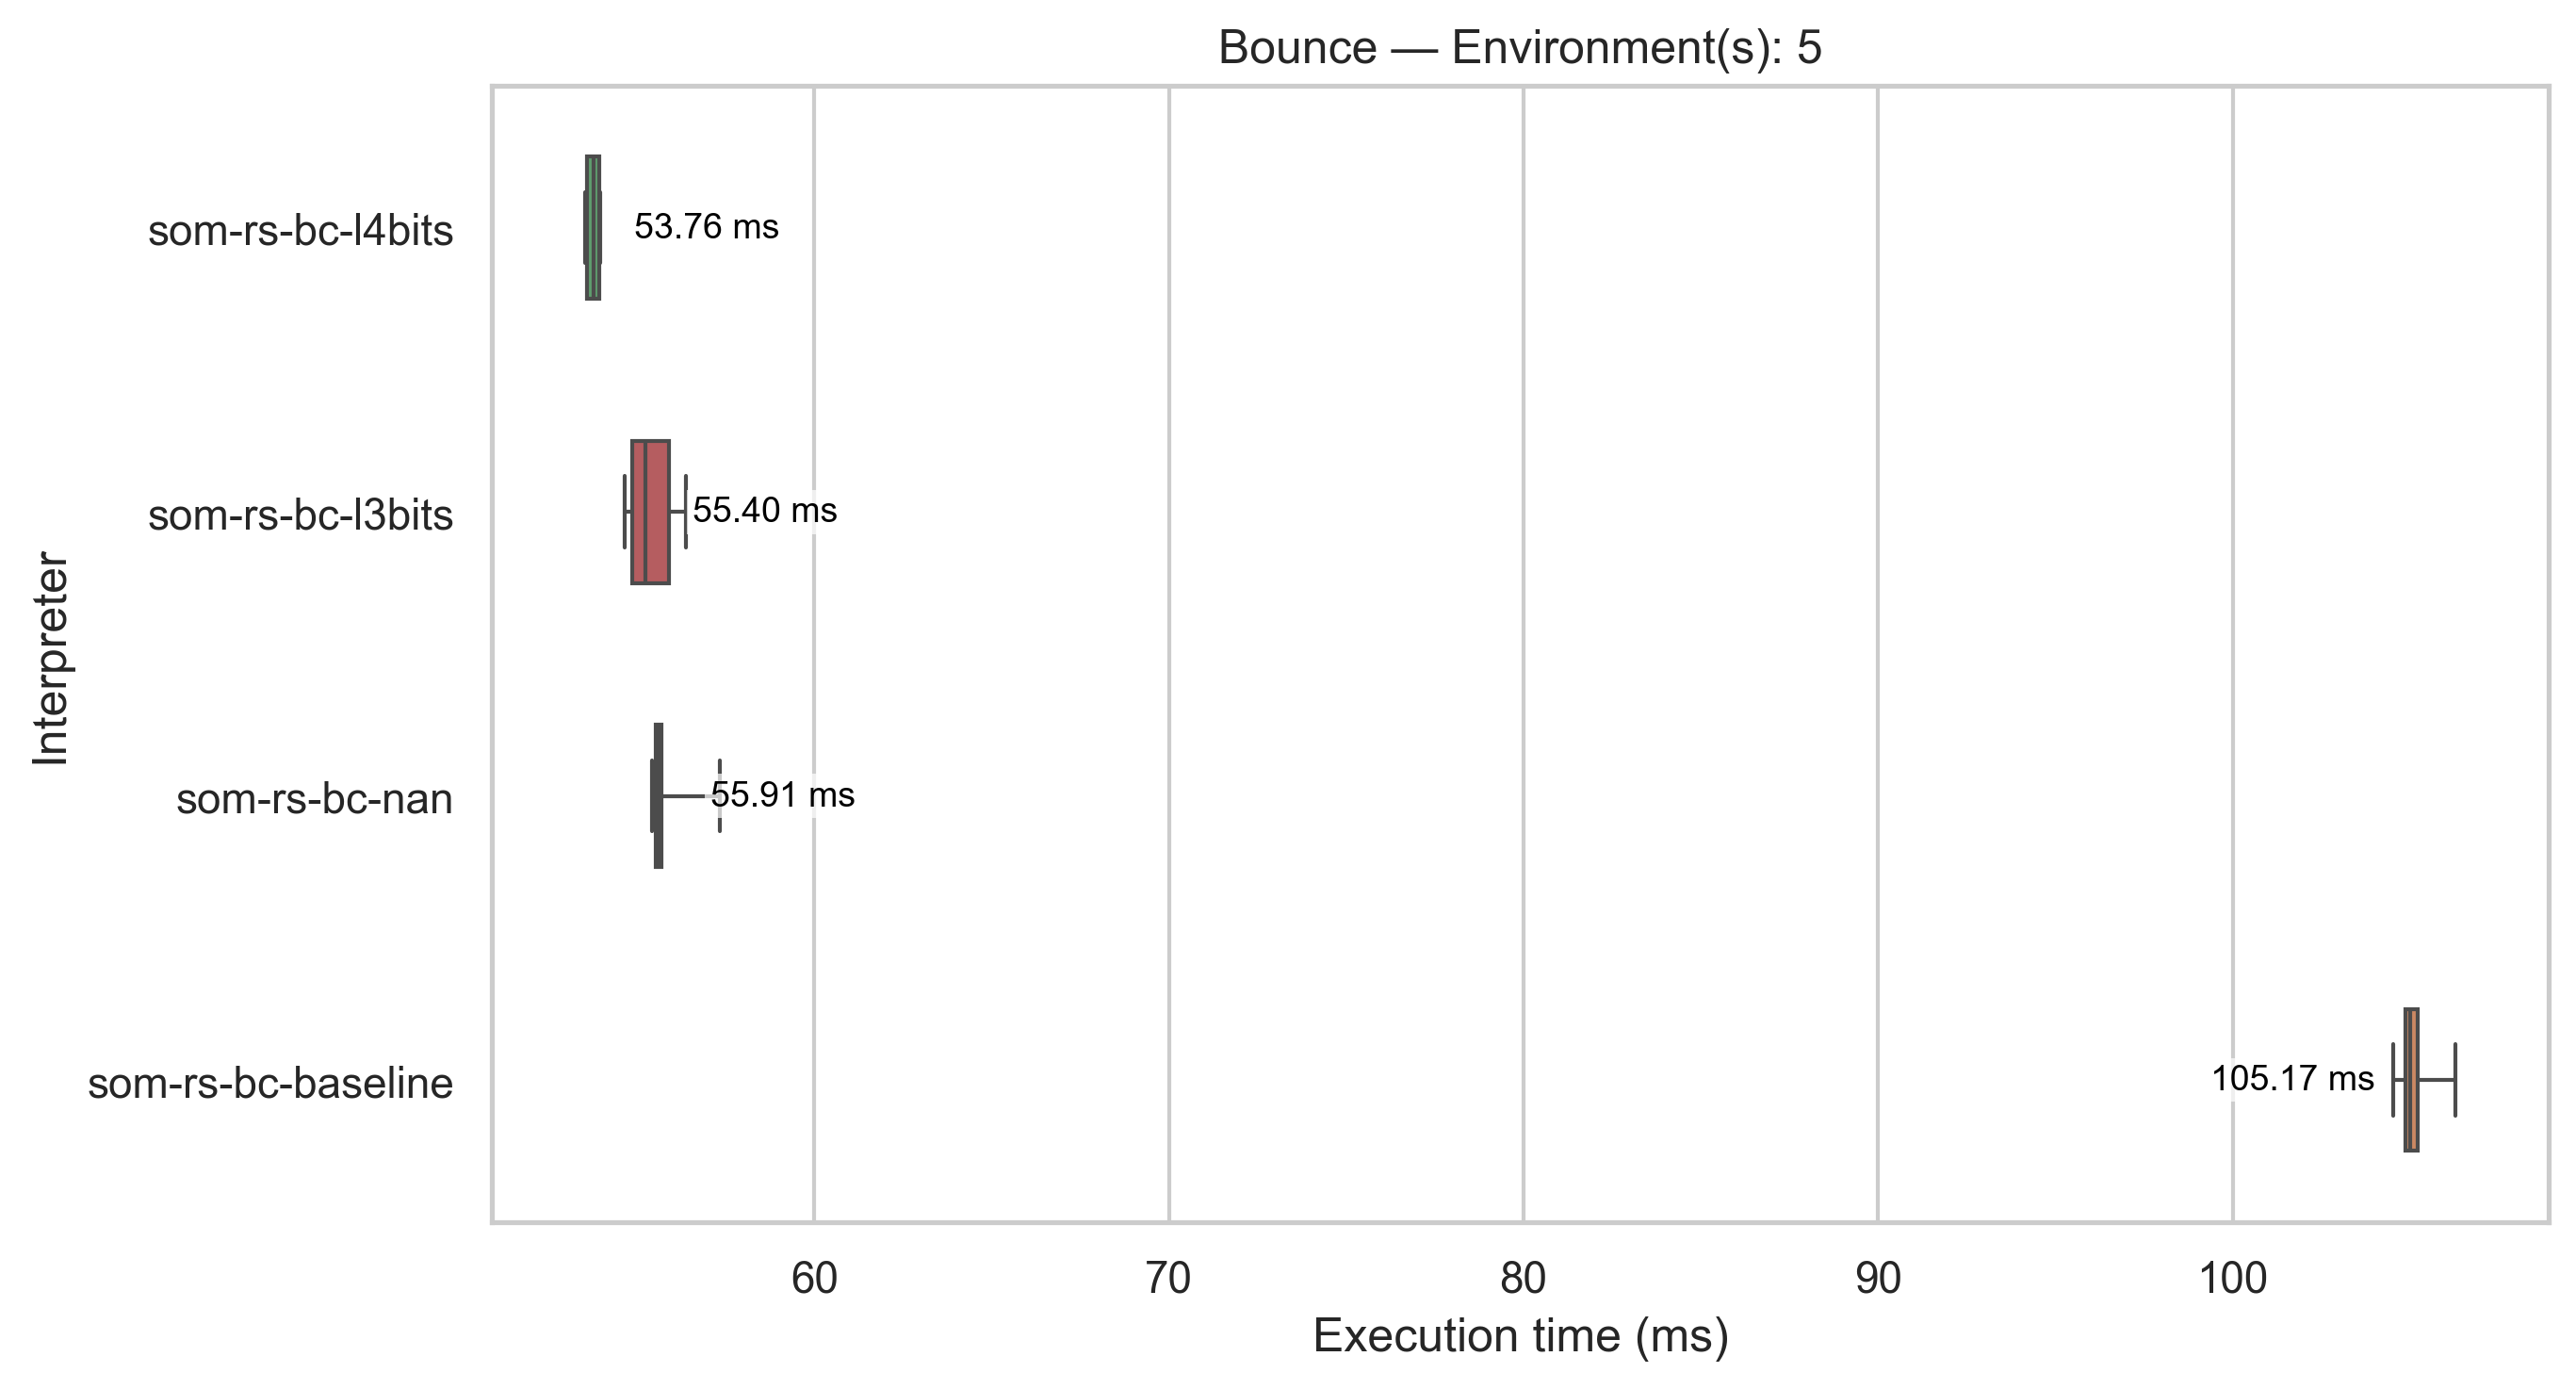 Bounce — Environment(s): 5
Interpreter
som-rs-bc-l4bits
53.76 ms
som-rs-bc-l3bits
55.40 ms
som-rs-bc-nan
55.91 ms
som-rs-bc-baseline
105.17 ms
60 70 80 90 100
Execution time (ms)